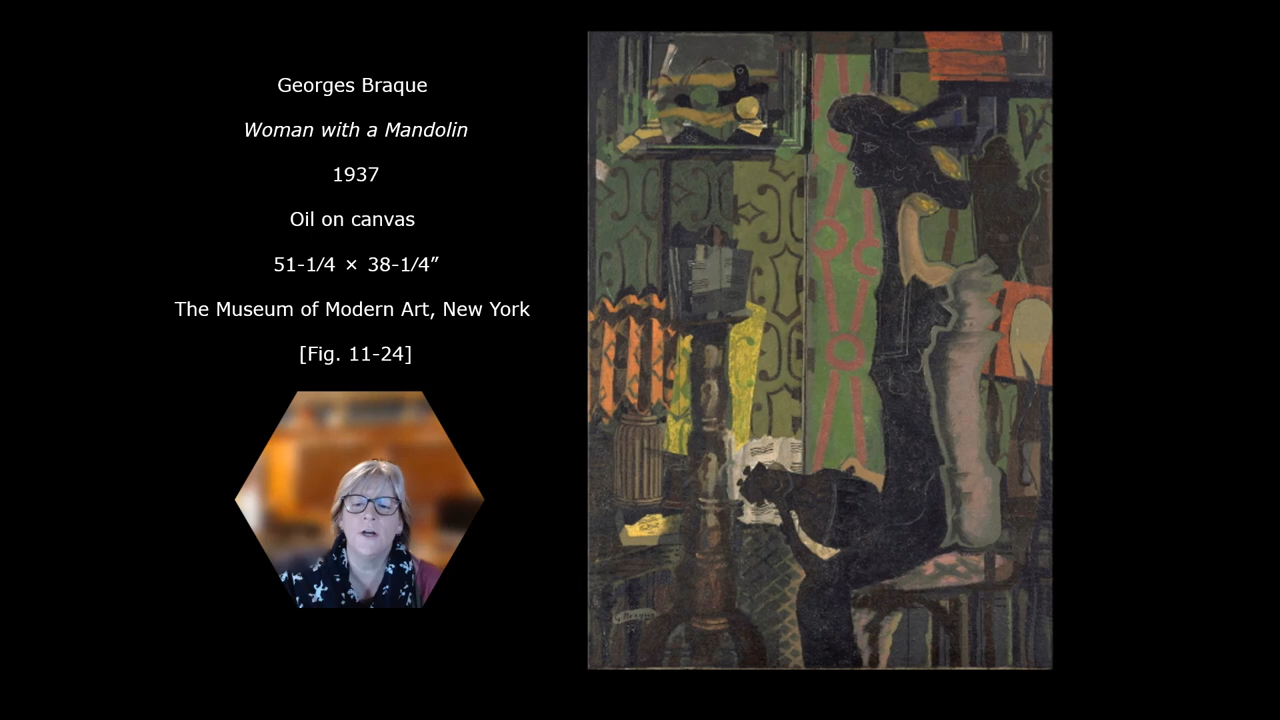 Georges Braque
Woman with a Mandolin
1937
Oil on canvas
51-1/4 × 38-1/4”
The Museum of Modern Art, New York
[Fig. 11-24]
G Braque